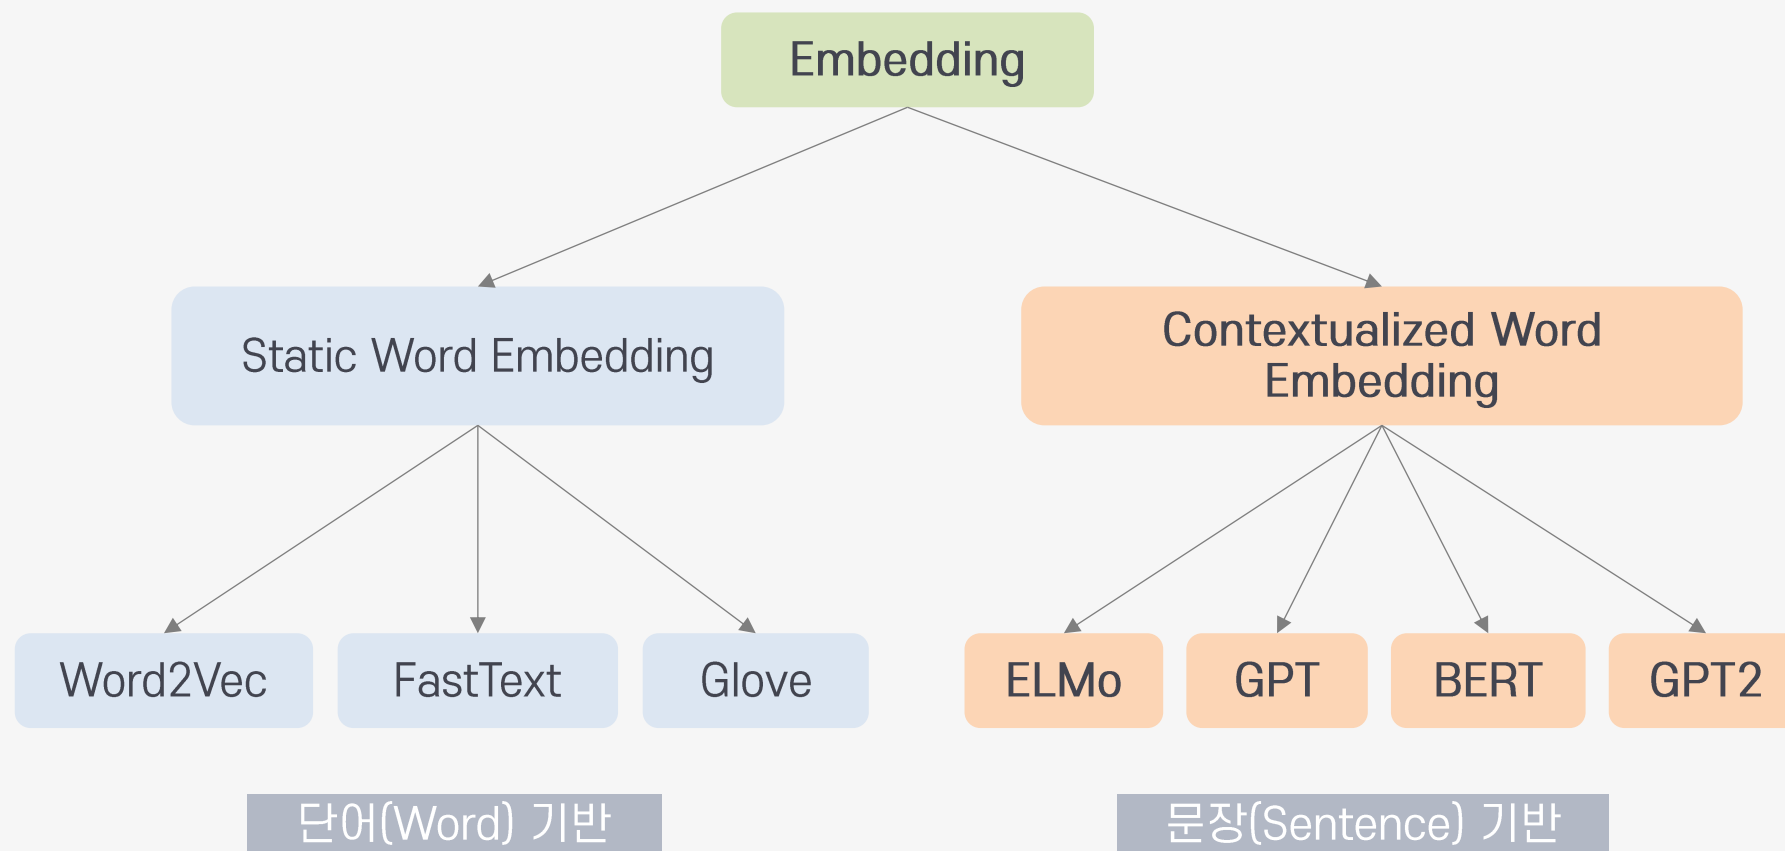 Embedding
Static Word Embedding
Contextualized Word
Embedding
Word2Vec
FastText
Glove
ELMo
GPT
BERT
GPT2
단어(Word) 기반
문장(Sentence) 기반